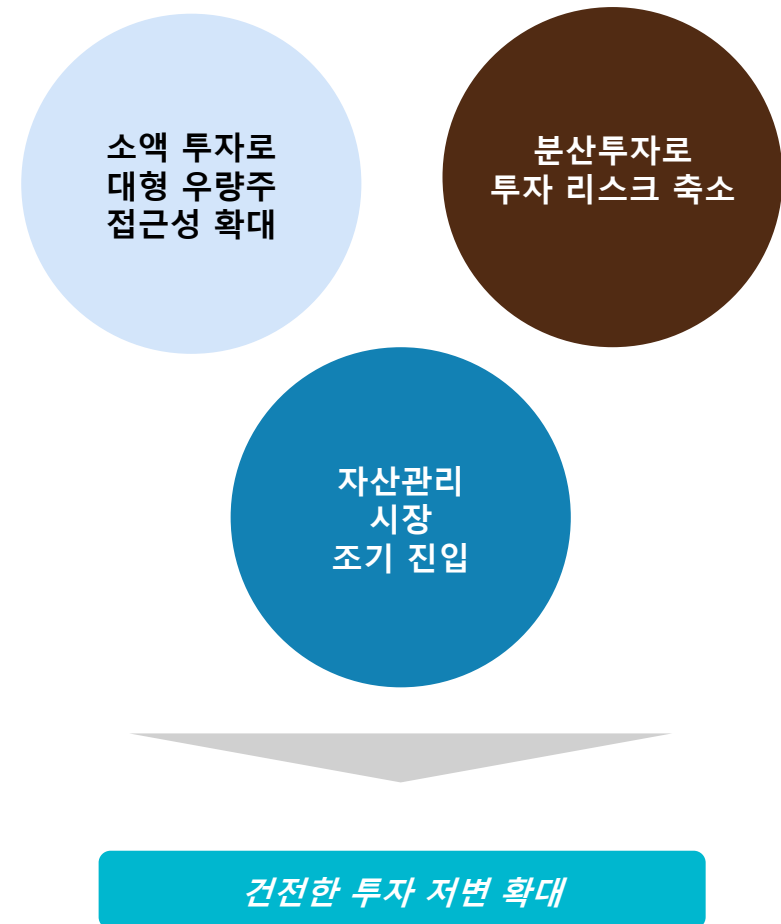 소액 투자로
대형 우량주
접근성 확대
분산투자로
투자 리스크 축소
자산관리
시장
조기 진입
건전한 투자 저변 확대